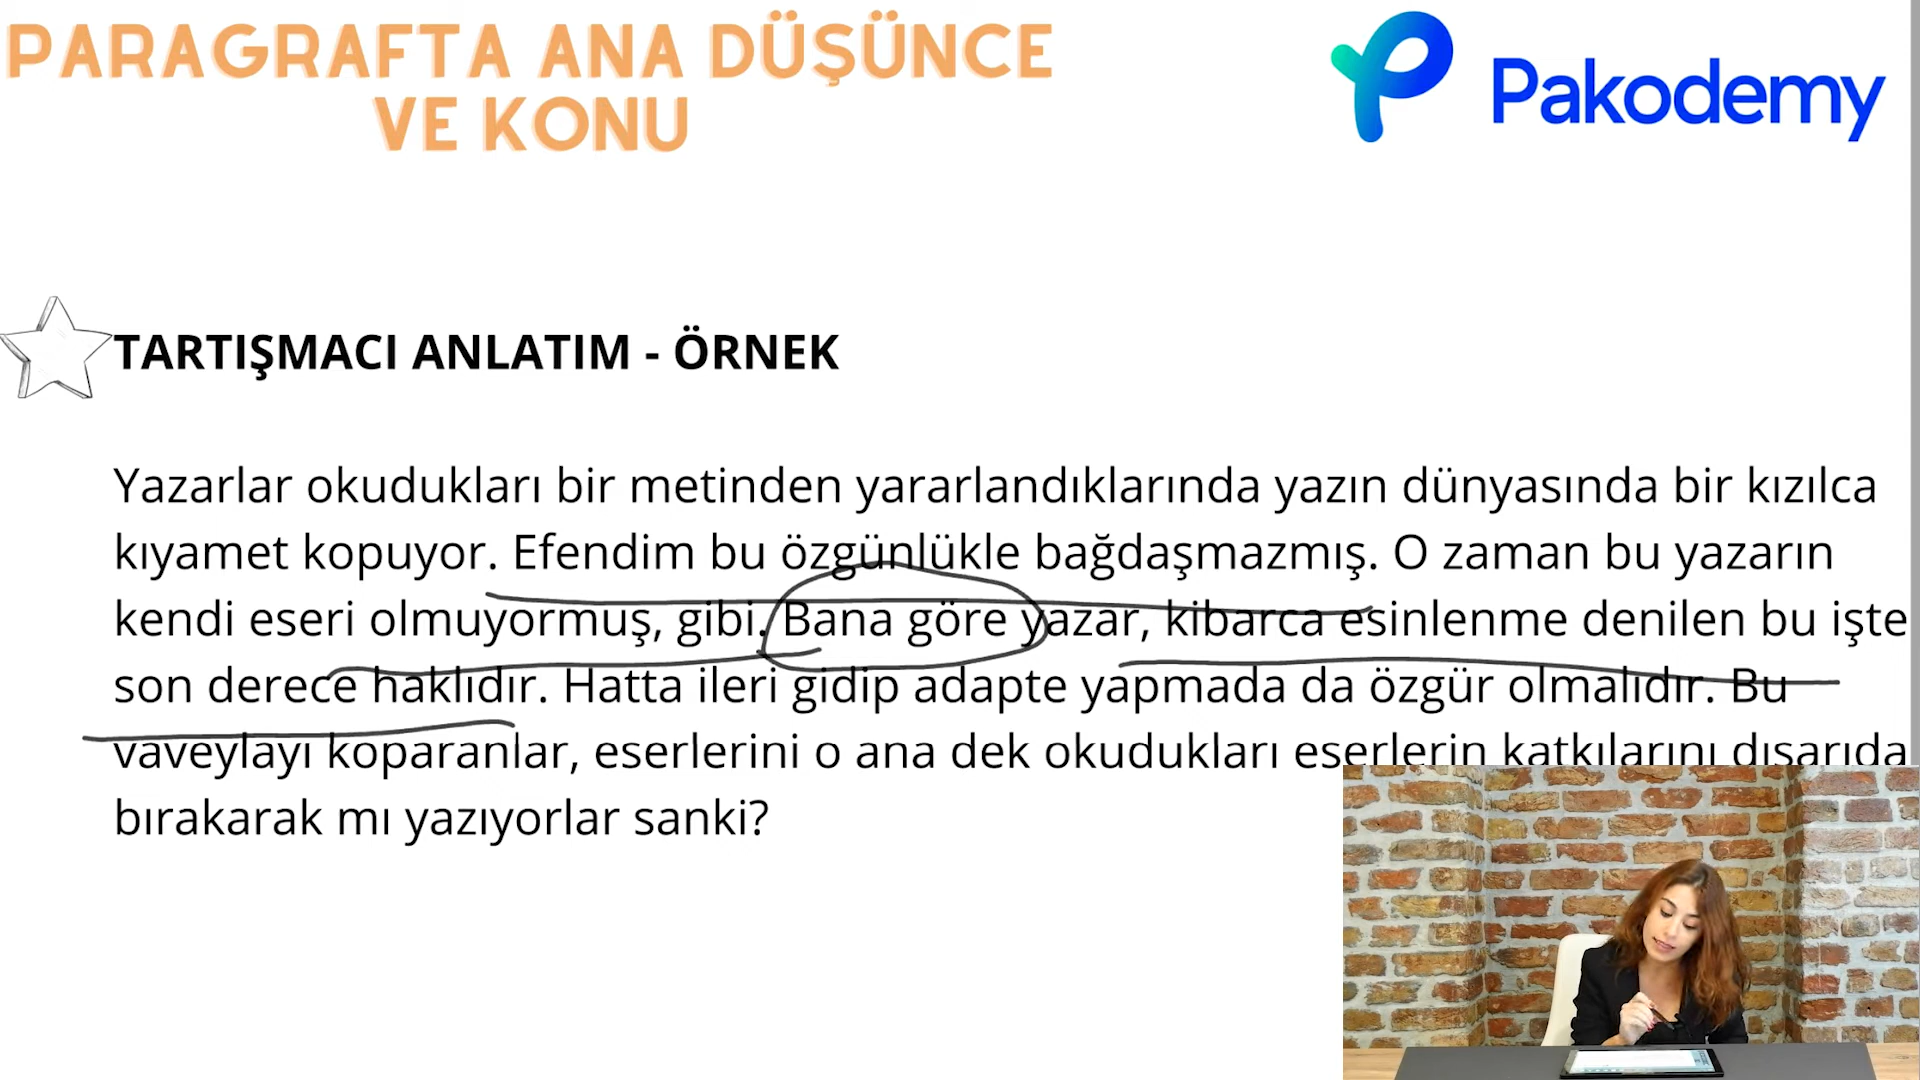 PARAGRAFTA ANA DÜŞÜNCE
VE KONU
Pakodemy
TARTIŞMACI ANLATIM - ÖRNEK
Yazarlar okudukları bir metinden yararlandıklarında yazın dünyasında bir kızılca
kıyamet kopuyor. Efendim bu özgünlükle bağdaşmazmış. O zaman bu yazarın
kendi eseri olmuyormuş, gibi. Bana göre yazar, kibarca esinlenme denilen bu işte
son derece haklıdır. Hatta ileri gidip adapte yapmada da özgür olmalıdır. Bu
vaveylayı koparanlar, eserlerini o ana dek okudukları eserlerin katkılarını dışarıda
bırakarak mı yazıyorlar sanki?